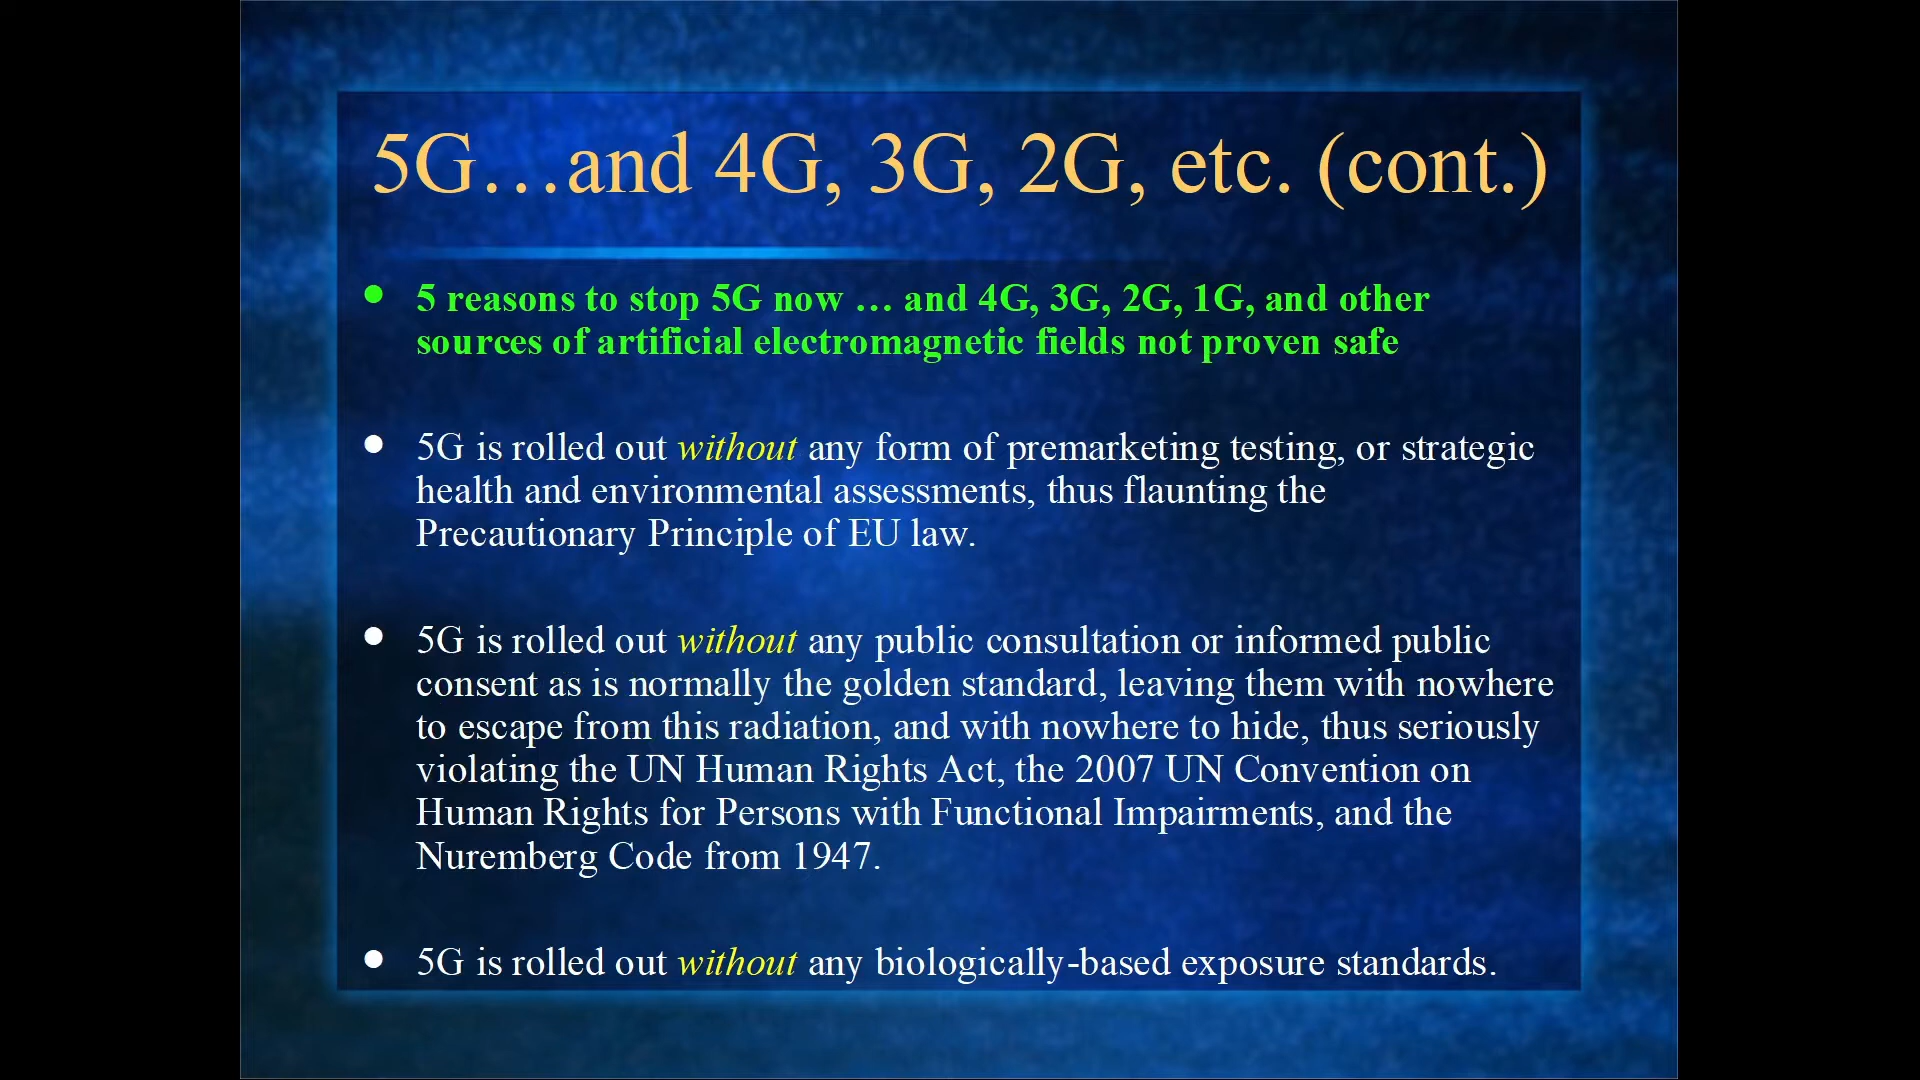 5G…and 4G, 3G, 2G, etc. (cont.)
• 5 reasons to stop 5G now … and 4G, 3G, 2G, 1G, and other
sources of artificial electromagnetic fields not proven safe
• 5G is rolled out without any form of premarketing testing, or strategic
health and environmental assessments, thus flaunting the
Precautionary Principle of EU law.
• 5G is rolled out without any public consultation or informed public
consent as is normally the golden standard, leaving them with nowhere
to escape from this radiation, and with nowhere to hide, thus seriously
violating the UN Human Rights Act, the 2007 UN Convention on
Human Rights for Persons with Functional Impairments, and the
Nuremberg Code from 1947.
• 5G is rolled out without any biologically-based exposure standards.